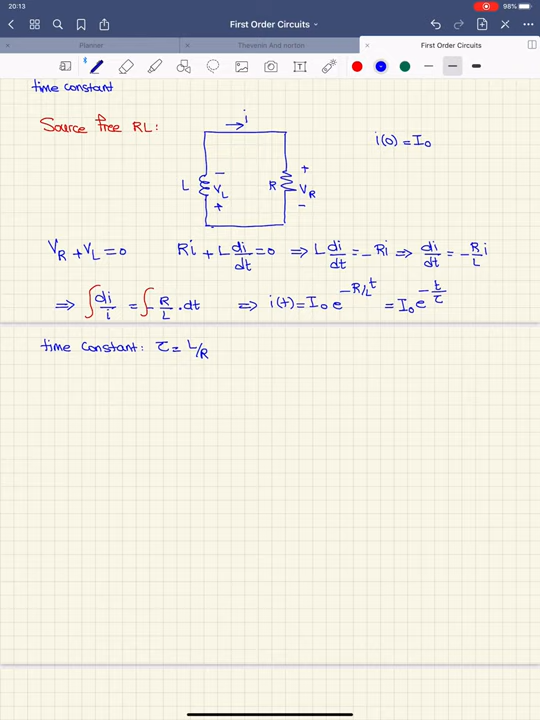 20:13
98%
First Order Circuits
Planner
Thevenin And norton
First Order Circuits
time constant
Source free RL:
i
i(0) = I₀
L
−
V_L
+
R
+
V_R
−
V_R + V_L = 0   Ri + L di/dt = 0 ⇒ L di/dt = −Ri ⇒ di/dt = −R/L i
⇒ ∫ di/i = ∫ −R/L · dt ⇒ i(t) = I₀ e^(−R/L t) = I₀ e^(−t/τ)
time constant: τ = L/R